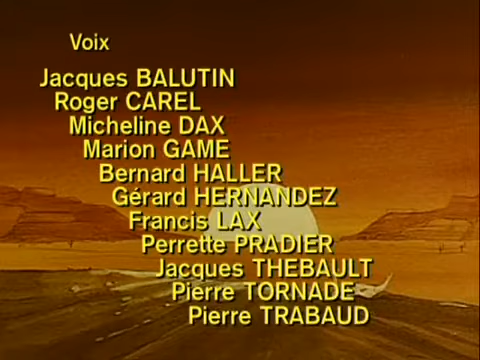 Voix
Jacques BALUTIN
Roger CAREL
Micheline DAX
Marion GAME
Bernard HALLER
Gérard HERNANDEZ
Francis LAX
Perrette PRADIER
Jacques THEBAULT
Pierre TORNADE
Pierre TRABAUD